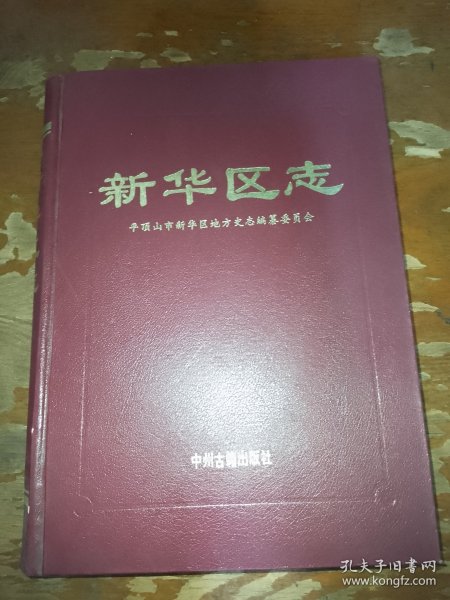 新华区志
平顶山市新华区地方史志编纂委员会
中州古籍出版社
孔夫子旧书网
www.kongfz.com